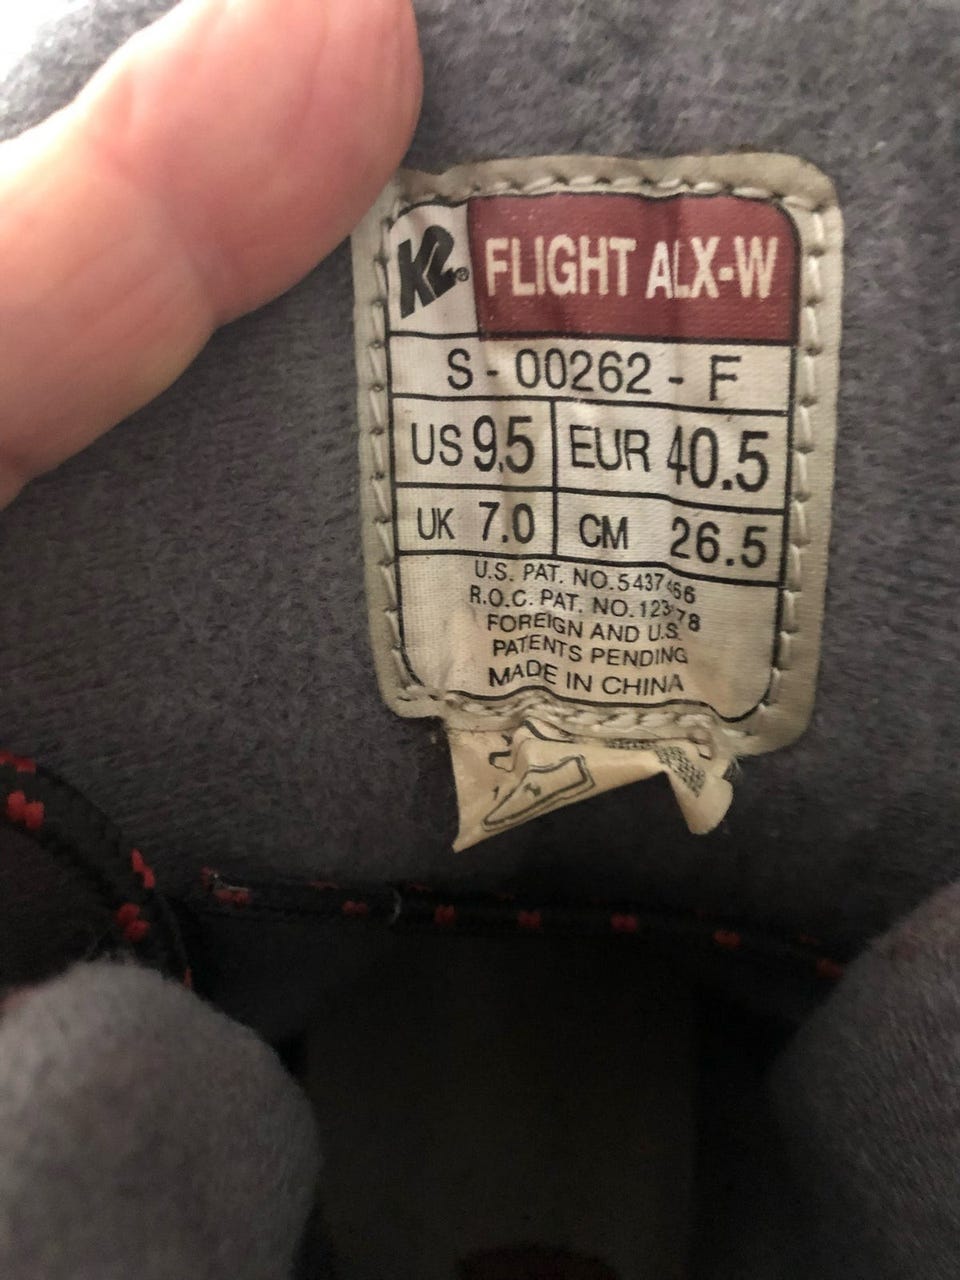 K2® FLIGHT ALX-W
S - 00262 - F
US 9.5 EUR 40.5
UK 7.0 CM 26.5
U.S. PAT. NO.5437466
R.O.C. PAT. NO.
FOREIGN AND U.S.
PATENTS PENDING
MADE IN CHINA